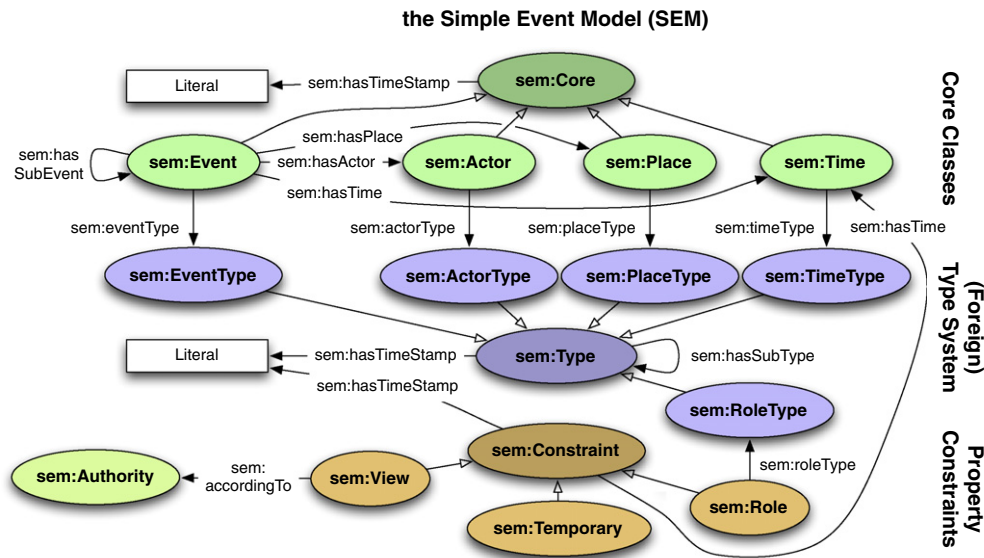 the Simple Event Model (SEM)
Literal
sem:hasTimeStamp
sem:Core
Core Classes
sem:has
SubEvent
sem:Event
sem:hasPlace
sem:hasActor
sem:hasTime
sem:Actor
sem:Place
sem:Time
sem:eventType
sem:actorType
sem:placeType
sem:timeType
sem:hasTime
sem:EventType
sem:ActorType
sem:PlaceType
sem:TimeType
(Foreign)
Type System
Literal
sem:hasTimeStamp
sem:Type
sem:hasSubType
sem:hasTimeStamp
sem:RoleType
sem:Constraint
sem:roleType
Property
Constraints
sem:Authority
sem:
accordingTo
sem:View
sem:Role
sem:Temporary